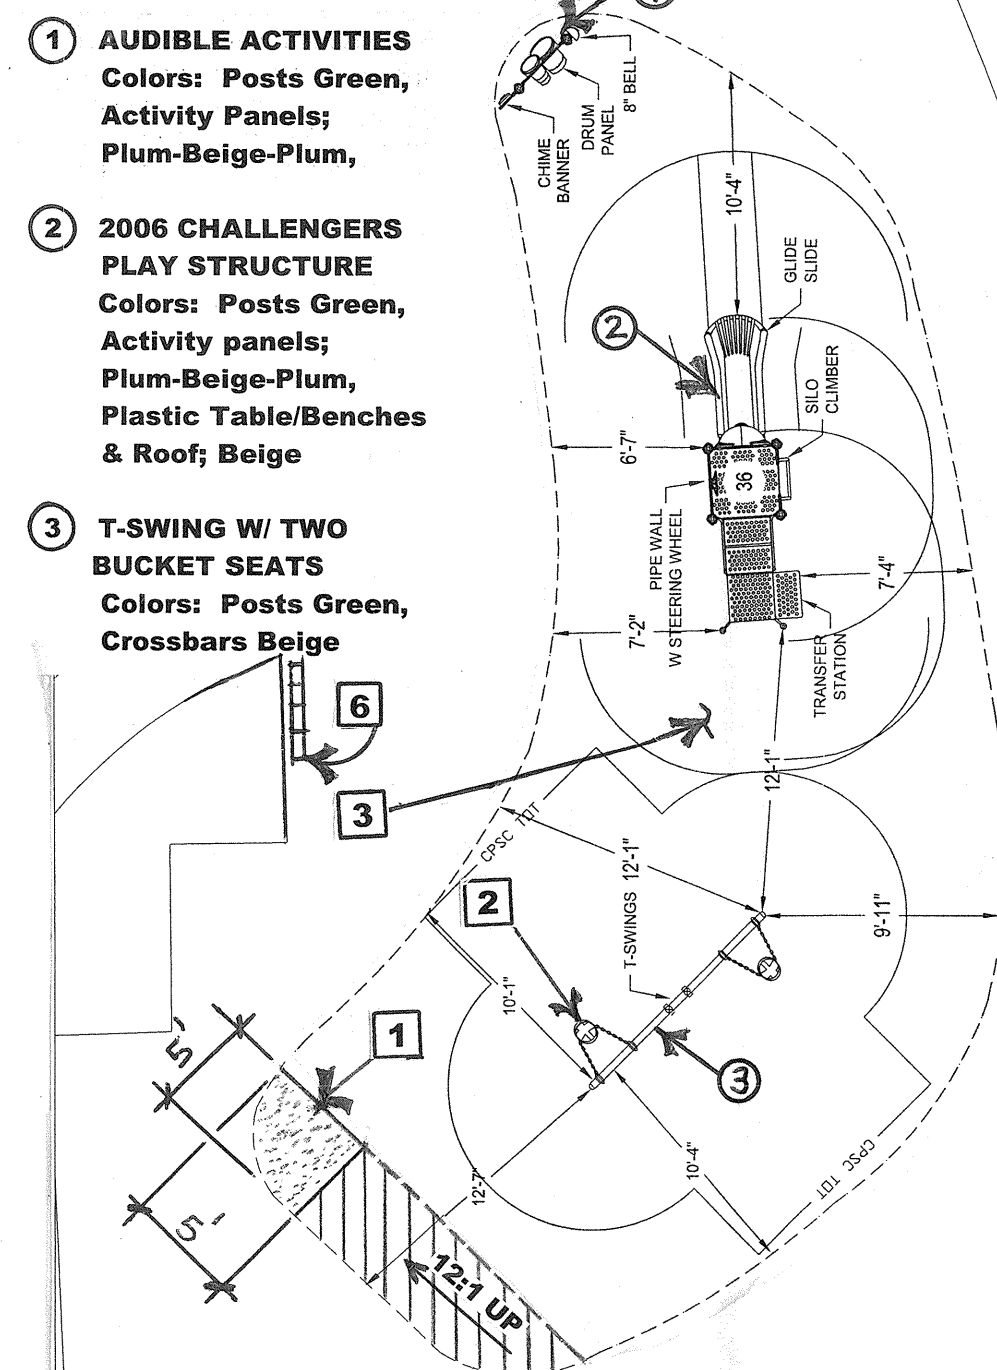 1 AUDIBLE ACTIVITIES
Colors: Posts Green,
Activity Panels;
Plum-Beige-Plum,
2 2006 CHALLENGERS
PLAY STRUCTURE
Colors: Posts Green,
Activity panels;
Plum-Beige-Plum,
Plastic Table/Benches
& Roof; Beige
3 T-SWING W/ TWO
BUCKET SEATS
Colors: Posts Green,
Crossbars Beige
CHIME
BANNER
DRUM
PANEL
8" BELL
10'-4"
GLIDE
SLIDE
2
SILO
CLIMBER
6'-7"
36
PIPE WALL
W STEERING WHEEL
7'-4"
7'-2"
TRANSFER
STATION
6
3
12'-1"
CPSC TOT
12'-1"
T-SWINGS
2
9'-11"
10'-1"
1
5'
3
5'
12'-7"
10'-4"
CPSC TOT
12:1 UP